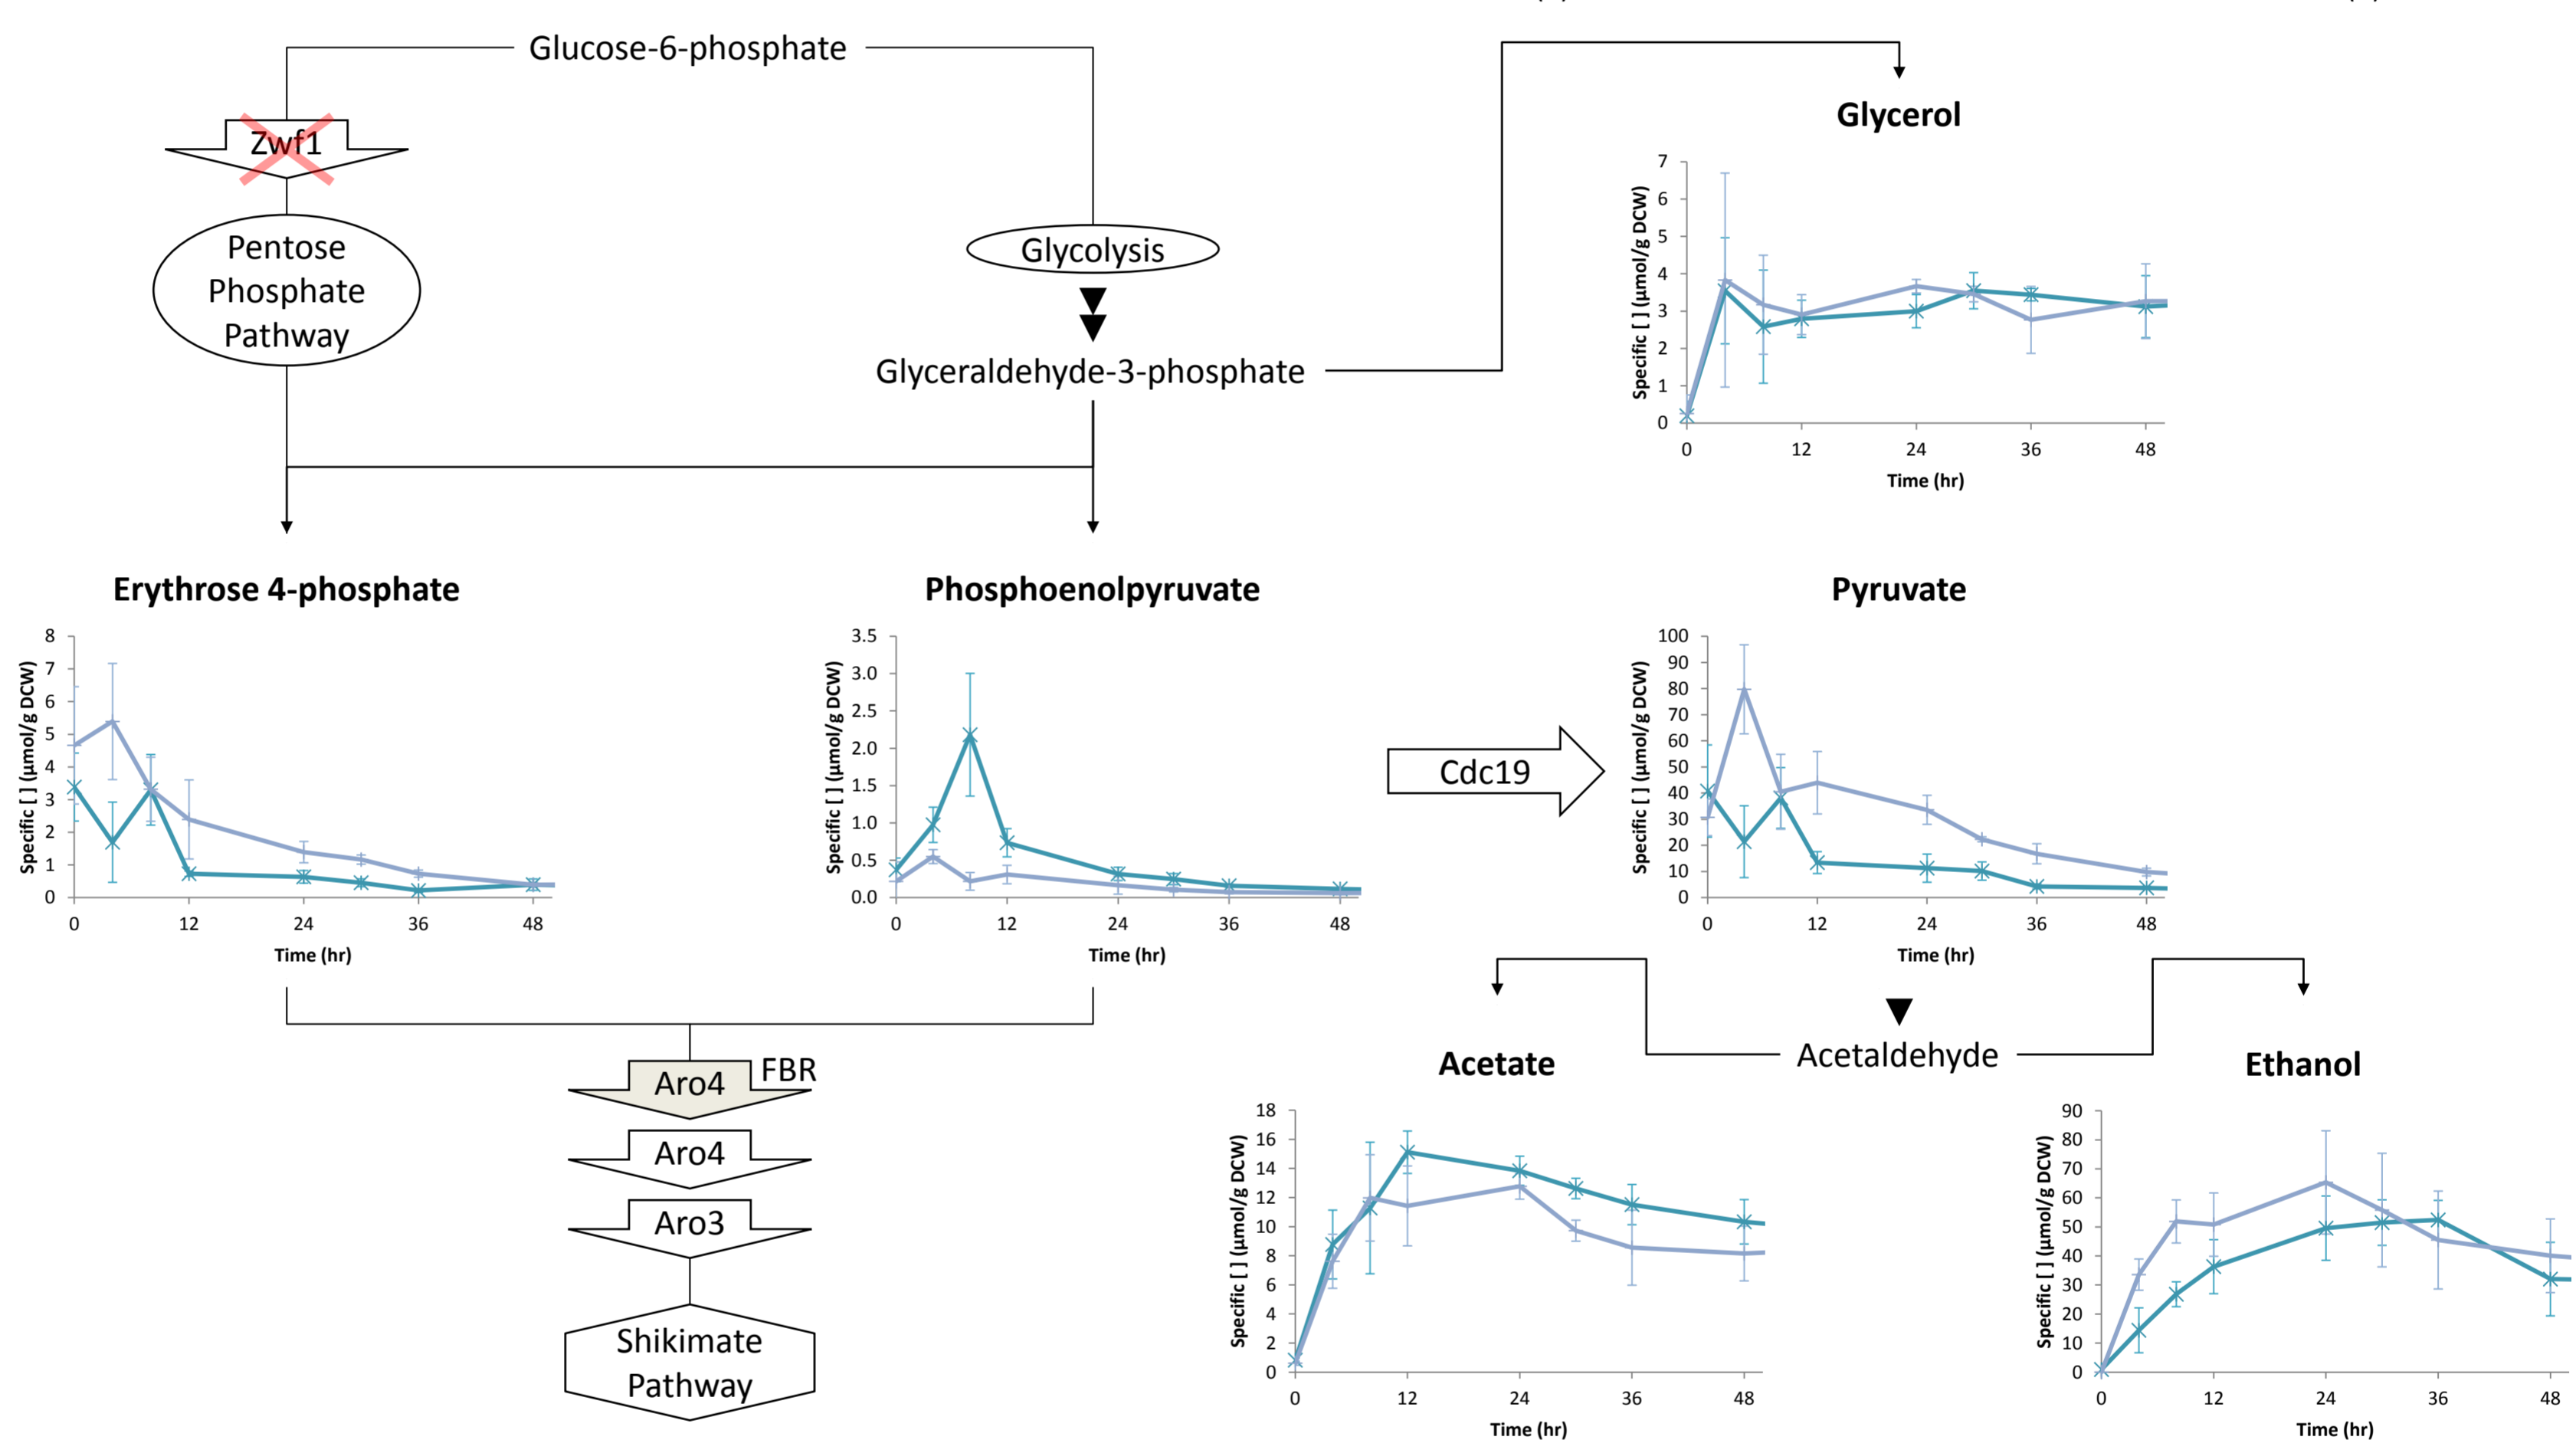 Glucose-6-phosphate
Zwf1
Pentose
Phosphate
Pathway
Glycolysis
Glyceraldehyde-3-phosphate
Glycerol
Specific [ ] (µmol/g DCW)
7
6
5
4
3
2
1
0
0 12 24 36 48
Time (hr)
Erythrose 4-phosphate
Specific [ ] (µmol/g DCW)
8
7
6
5
4
3
2
1
0
0 12 24 36 48
Time (hr)
Phosphoenolpyruvate
Specific [ ] (µmol/g DCW)
3.5
3.0
2.5
2.0
1.5
1.0
0.5
0.0
0 12 24 36 48
Time (hr)
Cdc19
Pyruvate
Specific [ ] (µmol/g DCW)
100
90
80
70
60
50
40
30
20
10
0
0 12 24 36 48
Time (hr)
Aro4 FBR
Aro4
Aro3
Shikimate
Pathway
Acetaldehyde
Acetate
Specific [ ] (µmol/g DCW)
18
16
14
12
10
8
6
4
2
0
0 12 24 36 48
Time (hr)
Ethanol
Specific [ ] (µmol/g DCW)
90
80
70
60
50
40
30
20
10
0
0 12 24 36 48
Time (hr)